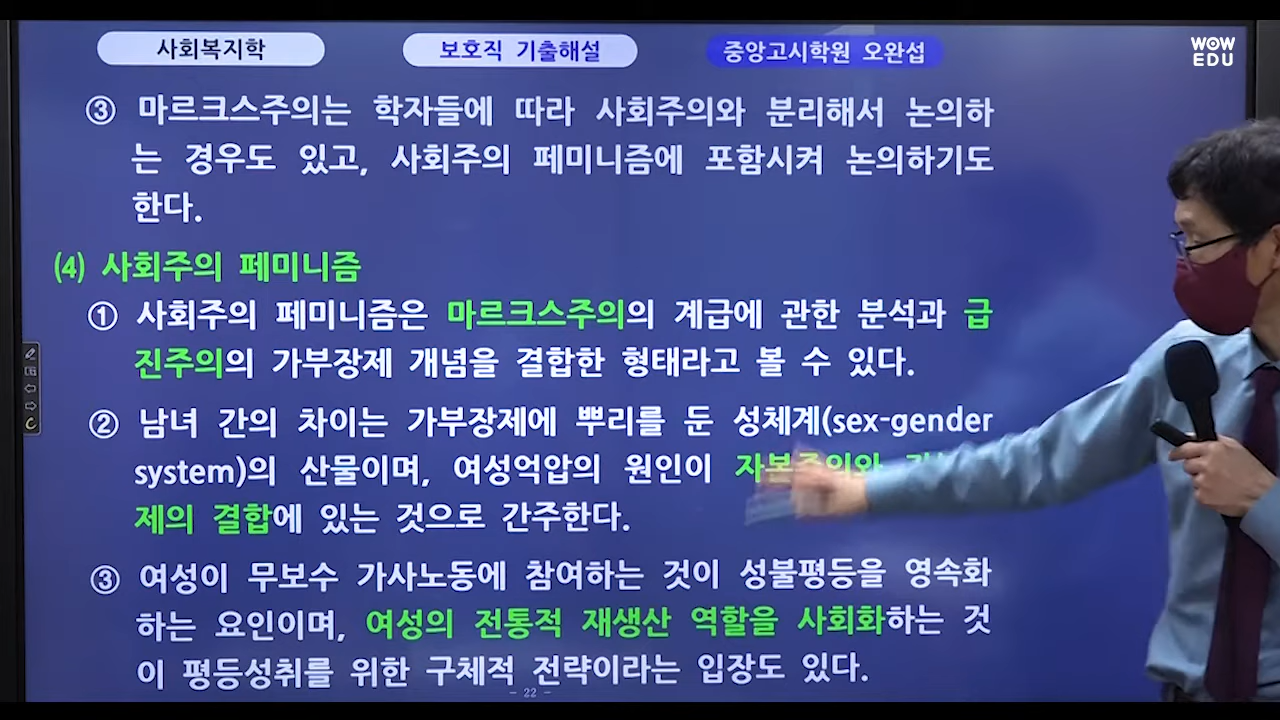 사회복지학
보호직 기출해설
중앙고시학원 오완섭
WOW
EDU
③ 마르크스주의는 학자들에 따라 사회주의와 분리해서 논의하
는 경우도 있고, 사회주의 페미니즘에 포함시켜 논의하기도
한다.
(4) 사회주의 페미니즘
① 사회주의 페미니즘은 마르크스주의의 계급에 관한 분석과 급
진주의의 가부장제 개념을 결합한 형태라고 볼 수 있다.
② 남녀 간의 차이는 가부장제에 뿌리를 둔 성체계(sex-gender
system)의 산물이며, 여성억압의 원인이 자본주의와
제의 결합에 있는 것으로 간주한다.
③ 여성이 무보수 가사노동에 참여하는 것이 성불평등을 영속화
하는 요인이며, 여성의 전통적 재생산 역할을 사회화하는 것
이 평등성취를 위한 구체적 전략이라는 입장도 있다.
- 22 -